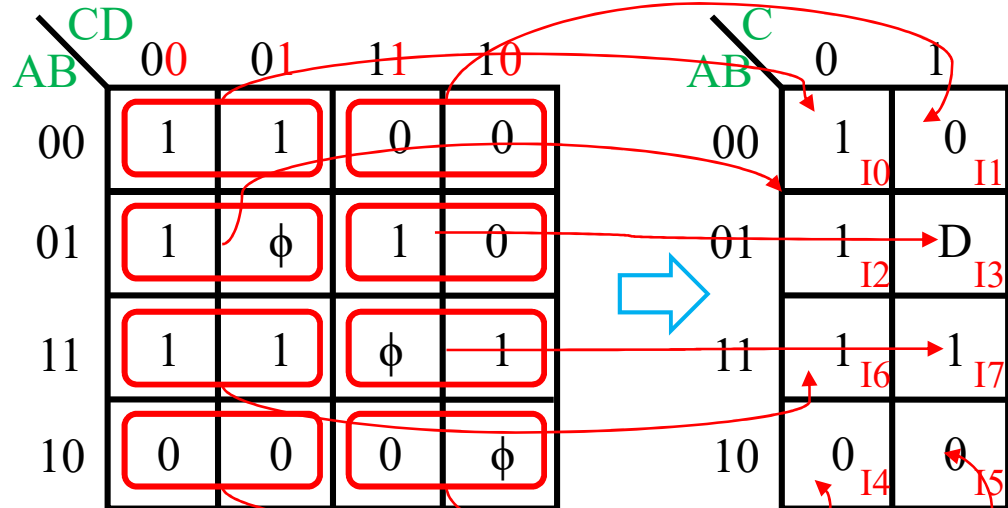 CD C
AB 00 01 11 10 AB 0 1
00 1 1 0 0 00 1 I0 0 I1
01 1 ϕ 1 0 01 1 I2 D I3
11 1 1 ϕ 1 11 1 I6 1 I7
10 0 0 0 ϕ 10 0 I4 0 I5